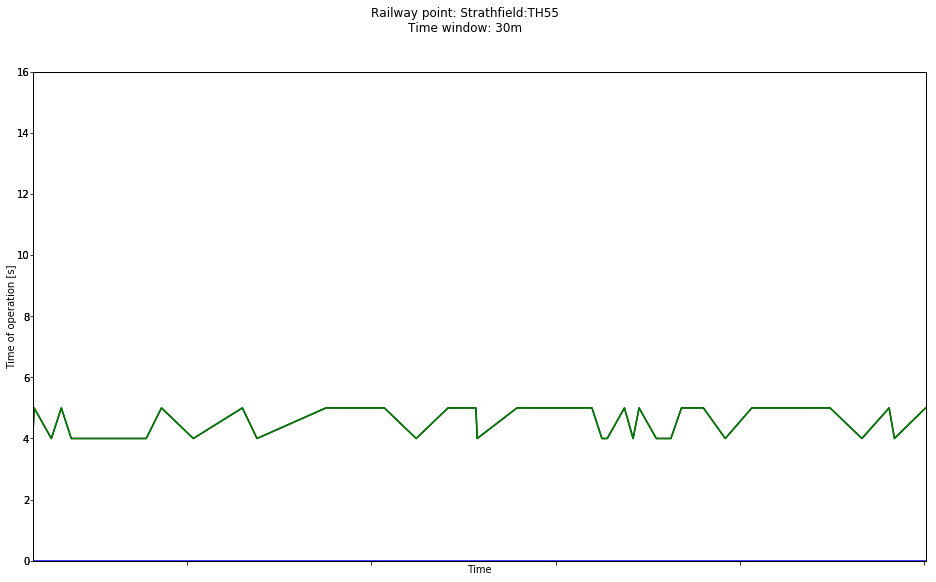 Railway point: Strathfield:TH55
Time window: 30m
16
14
12
10
8
6
4
2
0
Time of operation [s]
Time